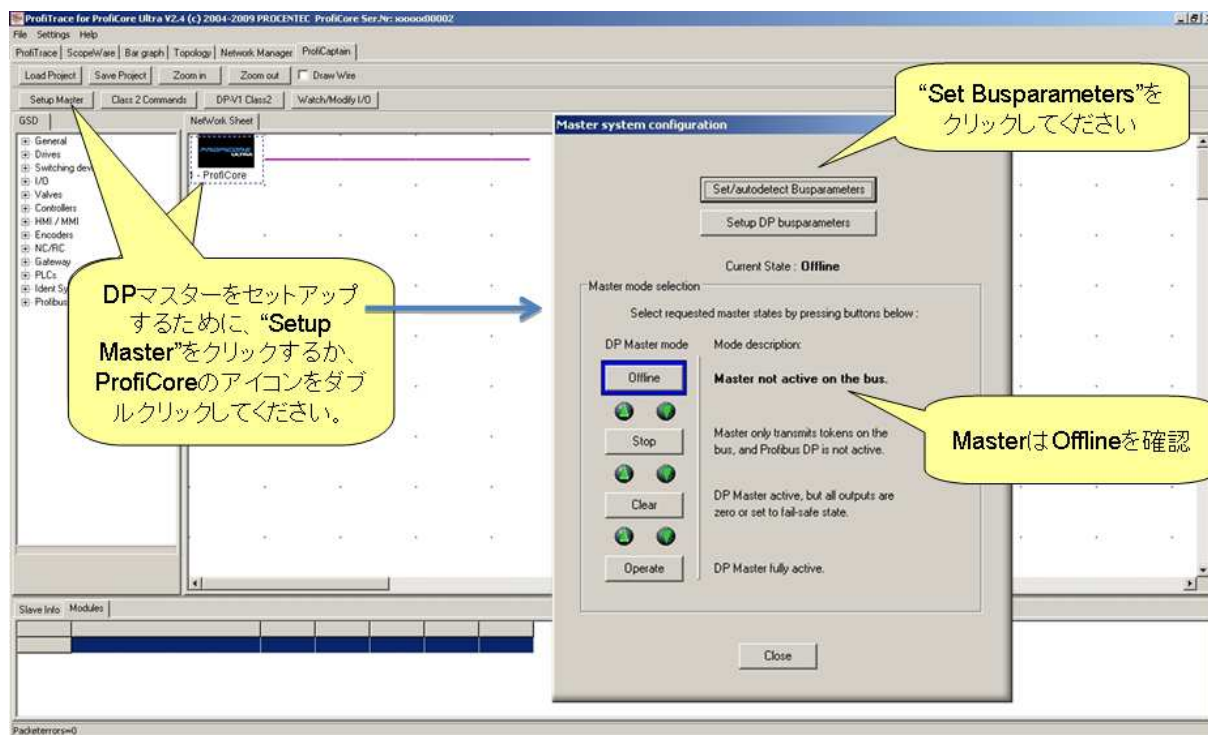 ProfiTrace for ProfiCore Ultra V2.4 (c) 2004-2009 PROCENTEC ProfiCore Ser.Nr: xxxxx00002
File Settings Help
ProfiTrace ScopeWare Bar graph Topology Network Manager ProfiCaptain
Load Project Save Project Zoom in Zoom out Draw Wire
Setup Master Class 2 Commands DP-V1 Class2 Watch/Modify I/O
GSD
General
Drives
Switching dev
I/O
Valves
Controllers
HMI / MMI
Encoders
NC/RC
Gateway
PLCs
Ident Sy
Profibus
NetWork Sheet
PROFICORE
ULTRA
1 - ProfiCore
DPマスターをセットアップ
するために、“Setup
Master”をクリックするか、
ProfiCoreのアイコンをダブ
ルクリックしてください。
“Set Busparameters”を
クリックしてください
Master system configuration
Set/autodetect Busparameters
Setup DP busparameters
Current State : Offline
Master mode selection
Select requested master states by pressing buttons below :
DP Master mode Mode description:
Offline Master not active on the bus.
Stop Master only transmits tokens on the
bus, and Profibus DP is not active.
Clear DP Master active, but all outputs are
zero or set to fail-safe state.
Operate DP Master fully active.
Close
MasterはOfflineを確認
Slave Info Modules
Packeterrors=0